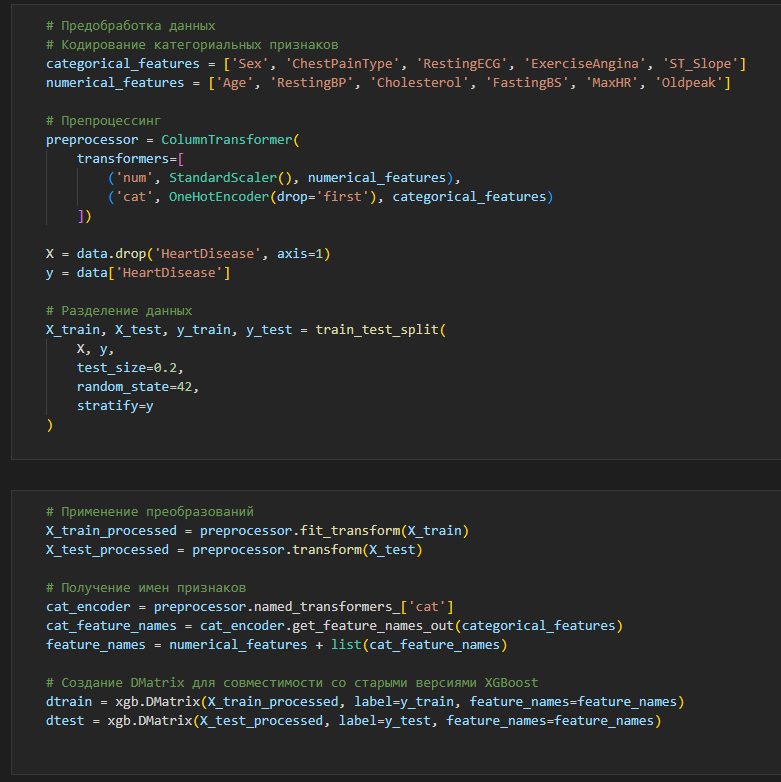 # Предобработка данных
# Кодирование категориальных признаков
categorical_features = ['Sex', 'ChestPainType', 'RestingECG', 'ExerciseAngina', 'ST_Slope']
numerical_features = ['Age', 'RestingBP', 'Cholesterol', 'FastingBS', 'MaxHR', 'Oldpeak']
# Препроцессинг
preprocessor = ColumnTransformer(
transformers=[
('num', StandardScaler(), numerical_features),
('cat', OneHotEncoder(drop='first'), categorical_features)
])
X = data.drop('HeartDisease', axis=1)
y = data['HeartDisease']
# Разделение данных
X_train, X_test, y_train, y_test = train_test_split(
X, y,
test_size=0.2,
random_state=42,
stratify=y
)
# Применение преобразований
X_train_processed = preprocessor.fit_transform(X_train)
X_test_processed = preprocessor.transform(X_test)
# Получение имен признаков
cat_encoder = preprocessor.named_transformers_['cat']
cat_feature_names = cat_encoder.get_feature_names_out(categorical_features)
feature_names = numerical_features + list(cat_feature_names)
# Создание DMatrix для совместимости со старыми версиями XGBoost
dtrain = xgb.DMatrix(X_train_processed, label=y_train, feature_names=feature_names)
dtest = xgb.DMatrix(X_test_processed, label=y_test, feature_names=feature_names)